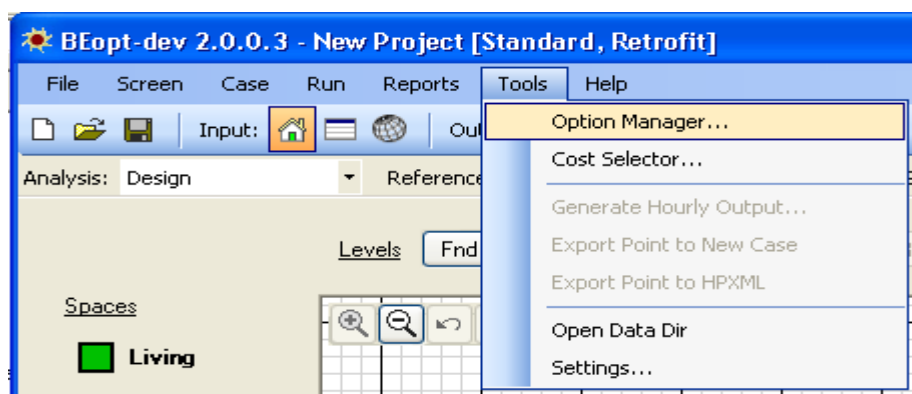 BEopt-dev 2.0.0.3 - New Project [Standard, Retrofit]
File Screen Case Run Reports Tools Help
Input: Ou
Option Manager...
Cost Selector...
Analysis: Design Reference
Generate Hourly Output...
Levels Fnd
Export Point to New Case
Export Point to HPXML
Spaces
Open Data Dir
Living
Settings...